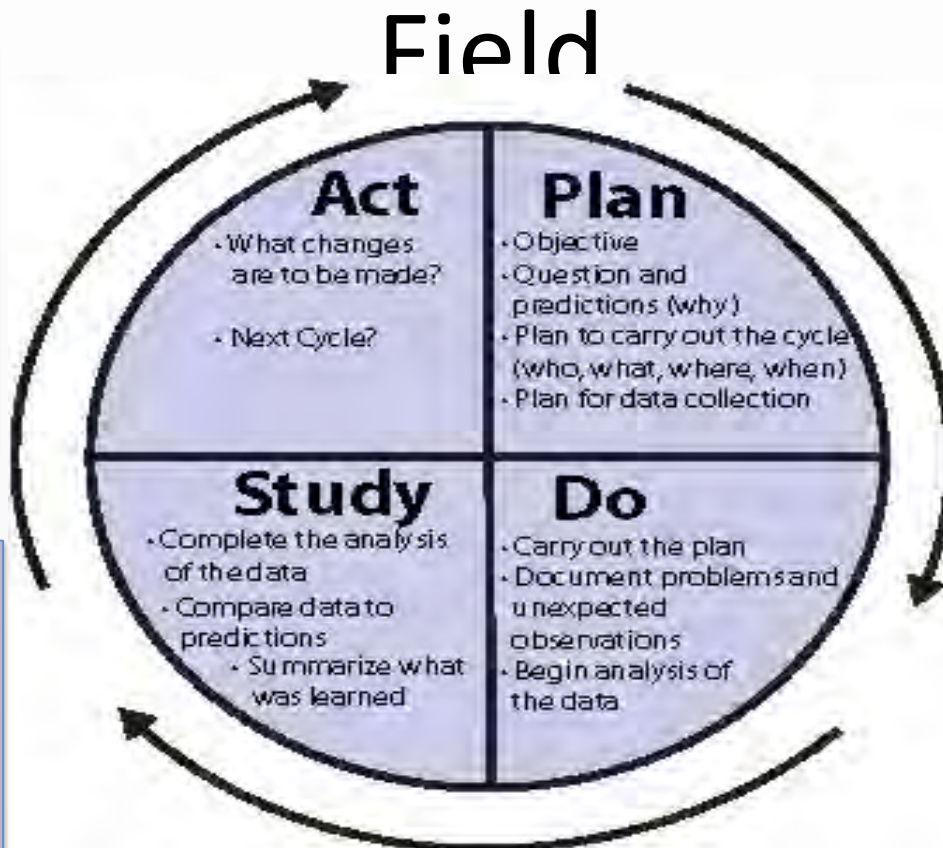 Field
Act
• What changes
are to be made?
• Next Cycle?
Plan
• Objective
• Question and
predictions (why)
• Plan to carry out the cycle
(who, what, where, when)
• Plan for data collection
Study
• Complete the analysis
of the data
• Compare data to
predictions
• Summarize what
was learned
Do
• Carry out the plan
• Document problems and
unexpected
observations
• Begin analysis of
the data